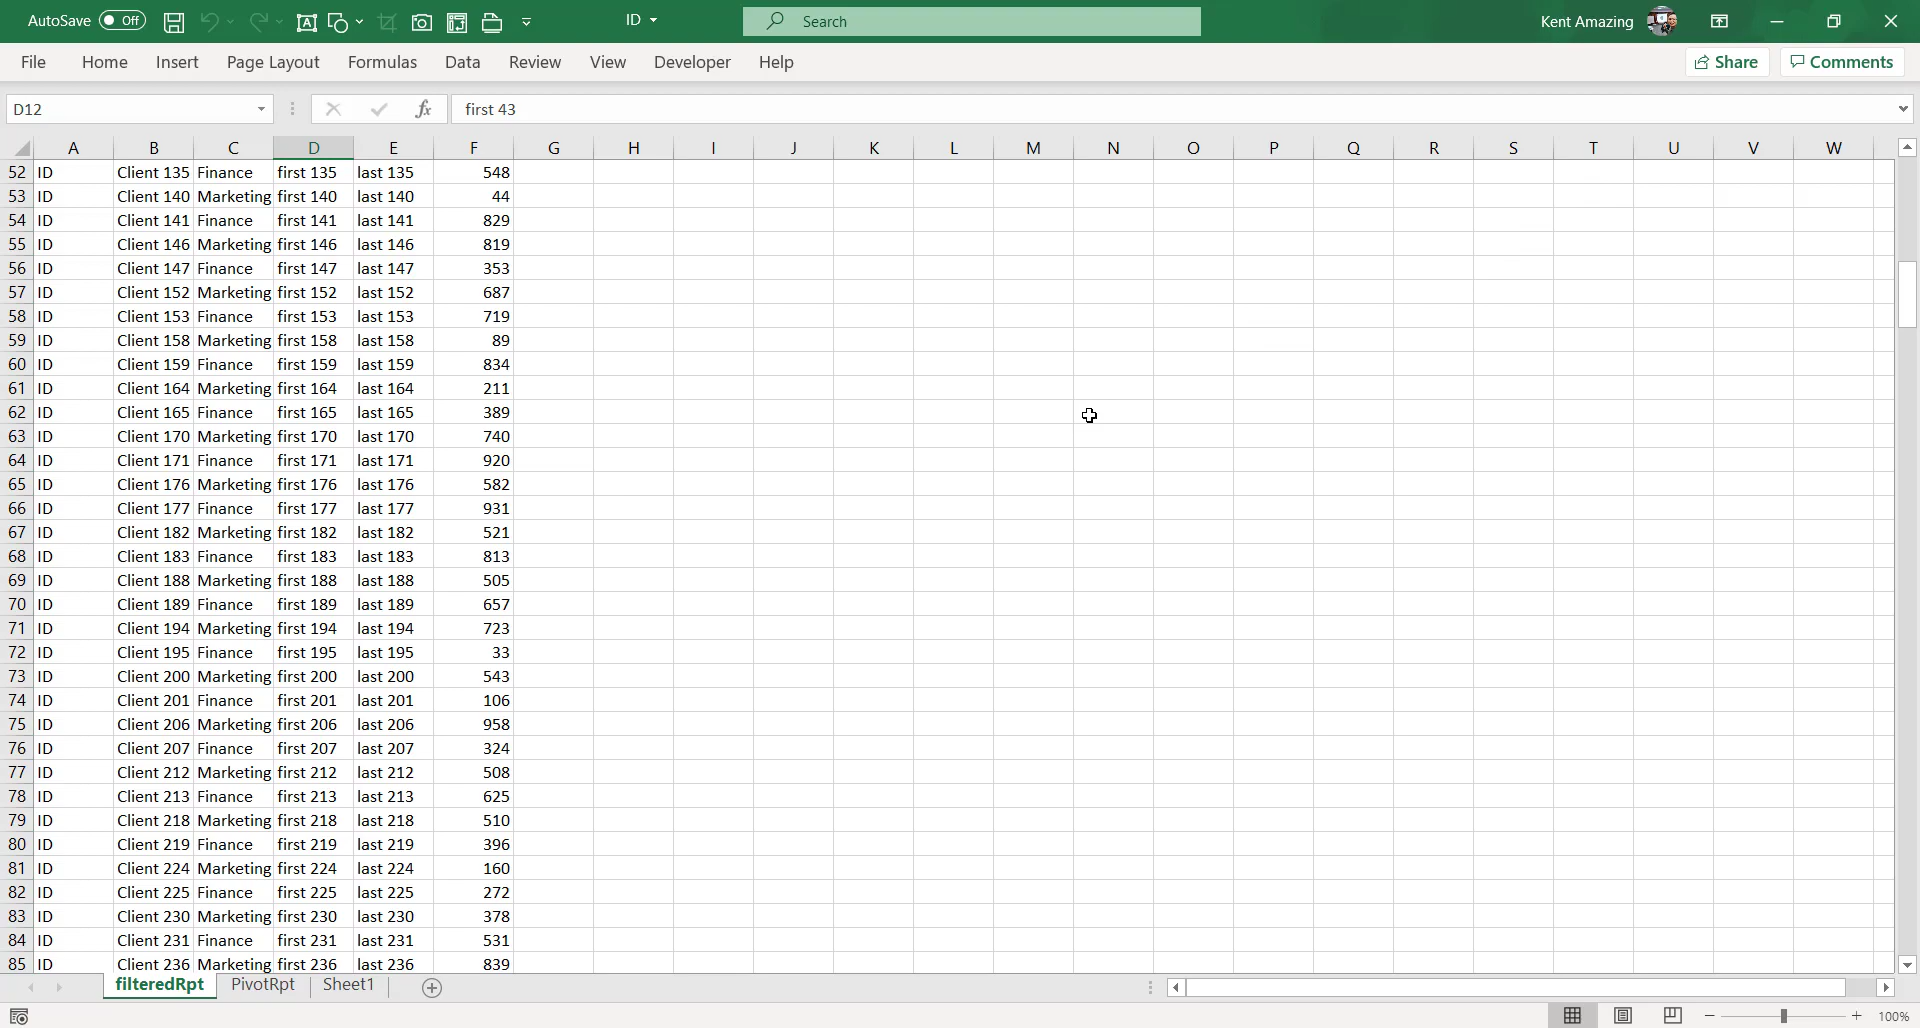 AutoSave Off ID Search Kent Amazing
File Home Insert Page Layout Formulas Data Review View Developer Help Share Comments
D12 fx first 43
A B C D E F G H I J K L M N O P Q R S T U V W
52 ID Client 135 Finance first 135 last 135 548
53 ID Client 140 Marketing first 140 last 140 44
54 ID Client 141 Finance first 141 last 141 829
55 ID Client 146 Marketing first 146 last 146 819
56 ID Client 147 Finance first 147 last 147 353
57 ID Client 152 Marketing first 152 last 152 687
58 ID Client 153 Finance first 153 last 153 719
59 ID Client 158 Marketing first 158 last 158 89
60 ID Client 159 Finance first 159 last 159 834
61 ID Client 164 Marketing first 164 last 164 211
62 ID Client 165 Finance first 165 last 165 389
63 ID Client 170 Marketing first 170 last 170 740
64 ID Client 171 Finance first 171 last 171 920
65 ID Client 176 Marketing first 176 last 176 582
66 ID Client 177 Finance first 177 last 177 931
67 ID Client 182 Marketing first 182 last 182 521
68 ID Client 183 Finance first 183 last 183 813
69 ID Client 188 Marketing first 188 last 188 505
70 ID Client 189 Finance first 189 last 189 657
71 ID Client 194 Marketing first 194 last 194 723
72 ID Client 195 Finance first 195 last 195 33
73 ID Client 200 Marketing first 200 last 200 543
74 ID Client 201 Finance first 201 last 201 106
75 ID Client 206 Marketing first 206 last 206 958
76 ID Client 207 Finance first 207 last 207 324
77 ID Client 212 Marketing first 212 last 212 508
78 ID Client 213 Finance first 213 last 213 625
79 ID Client 218 Marketing first 218 last 218 510
80 ID Client 219 Finance first 219 last 219 396
81 ID Client 224 Marketing first 224 last 224 160
82 ID Client 225 Finance first 225 last 225 272
83 ID Client 230 Marketing first 230 last 230 378
84 ID Client 231 Finance first 231 last 231 531
85 ID Client 236 Marketing first 236 last 236 839
filteredRpt PivotRpt Sheet1
100%